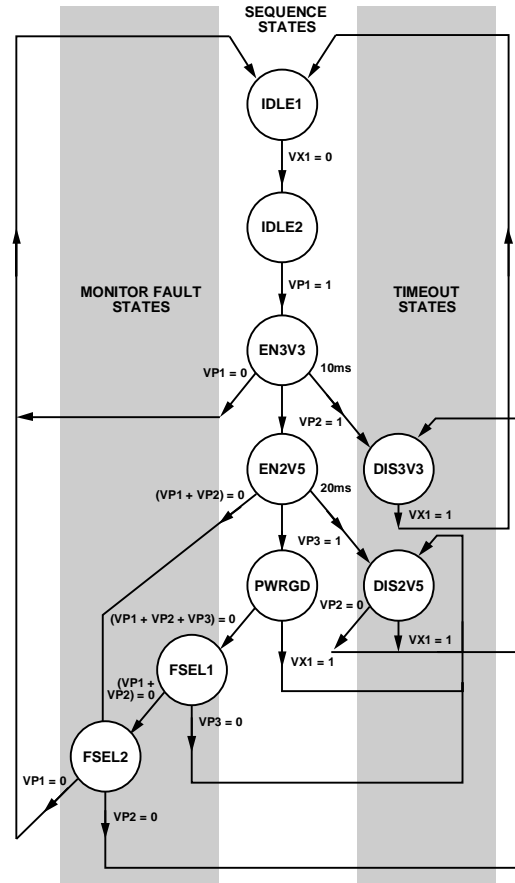 SEQUENCE
STATES
IDLE1
VX1 = 0
IDLE2
MONITOR FAULT
STATES
VP1 = 1
TIMEOUT
STATES
EN3V3
10ms
VP1 = 0
VP2 = 1
EN2V5
DIS3V3
(VP1 + VP2) = 0
20ms
VX1 = 1
VP3 = 1
PWRGD
DIS2V5
VP2 = 0
(VP1 + VP2 + VP3) = 0
VX1 = 1
VX1 = 1
FSEL1
(VP1 +
VP2) = 0
VP3 = 0
FSEL2
VP1 = 0
VP2 = 0